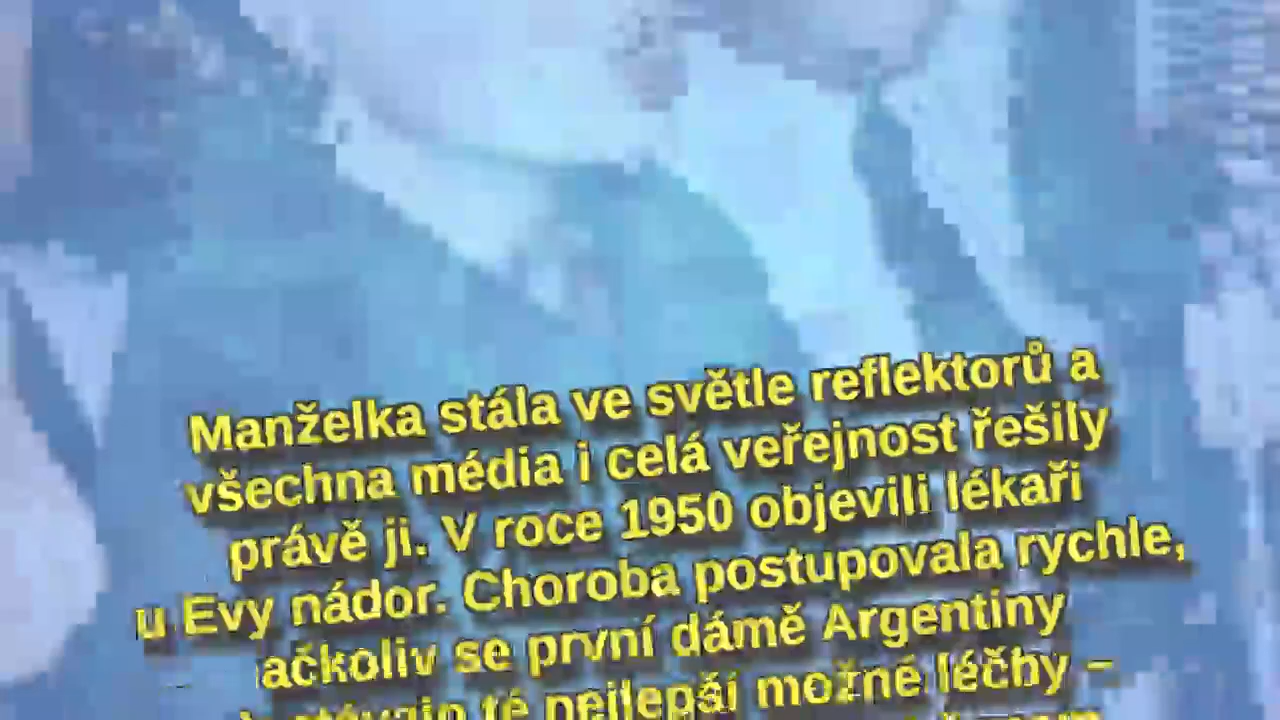 Manželka stála ve světle reflektorů a
všechna média i celá veřejnost řešily
právě ji. V roce 1950 objevili lékaři
u Evy nádor. Choroba postupovala rychle,
ačkoliv se první dámě Argentiny
té nejlepší možné léčby –